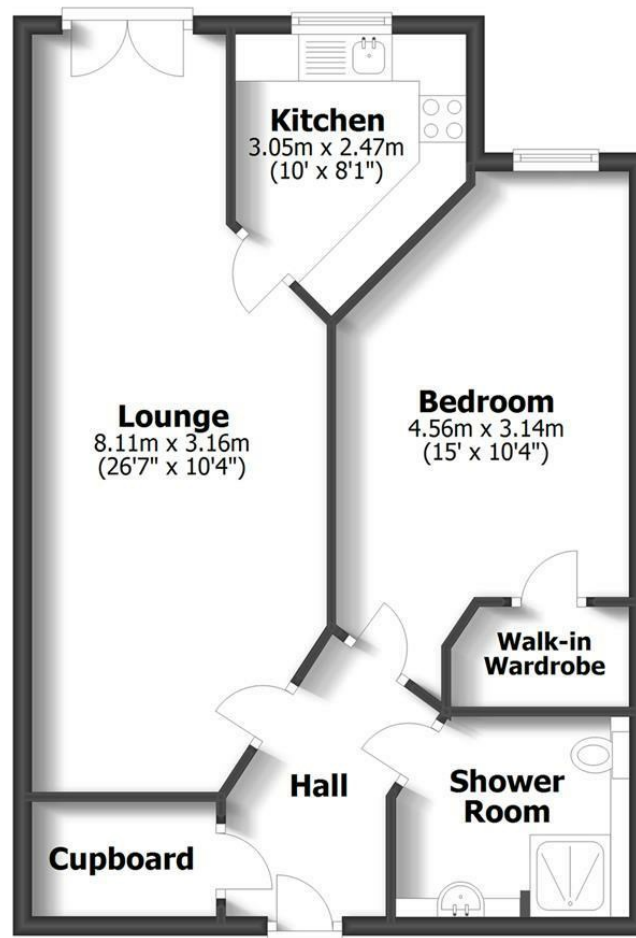 Kitchen
3.05m x 2.47m
(10' x 8'1")
Lounge
8.11m x 3.16m
(26'7" x 10'4")
Bedroom
4.56m x 3.14m
(15' x 10'4")
Walk-in
Wardrobe
Hall
Shower
Room
Cupboard